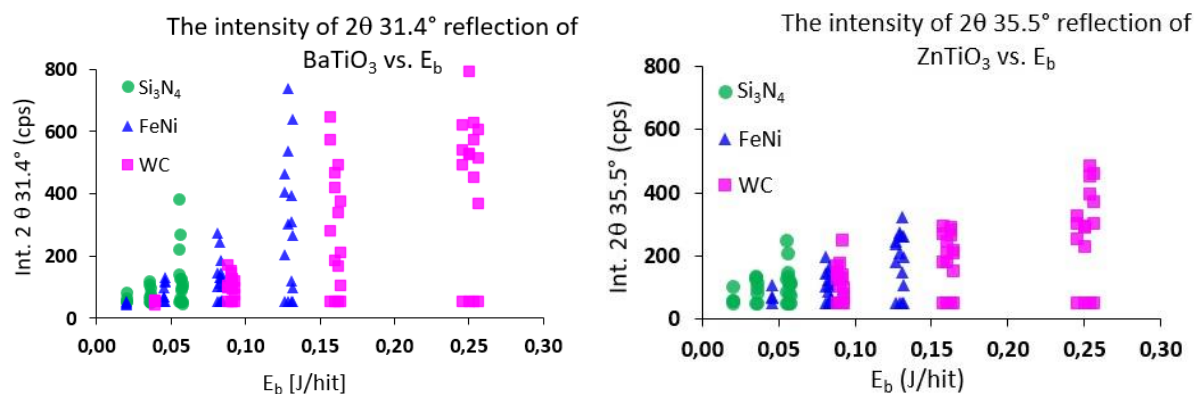 The intensity of 2θ 31.4° reflection of
BaTiO₃ vs. E_b
800
600
400
200
0
Int. 2 θ 31.4° (cps)
Si₃N₄
FeNi
WC
0,00 0,05 0,10 0,15 0,20 0,25 0,30
E_b [J/hit]
The intensity of 2θ 35.5° reflection of
ZnTiO₃ vs. E_b
800
600
400
200
0
Int. 2θ 35.5° (cps)
Si₃N₄
FeNi
WC
0,00 0,05 0,10 0,15 0,20 0,25 0,30
E_b (J/hit)